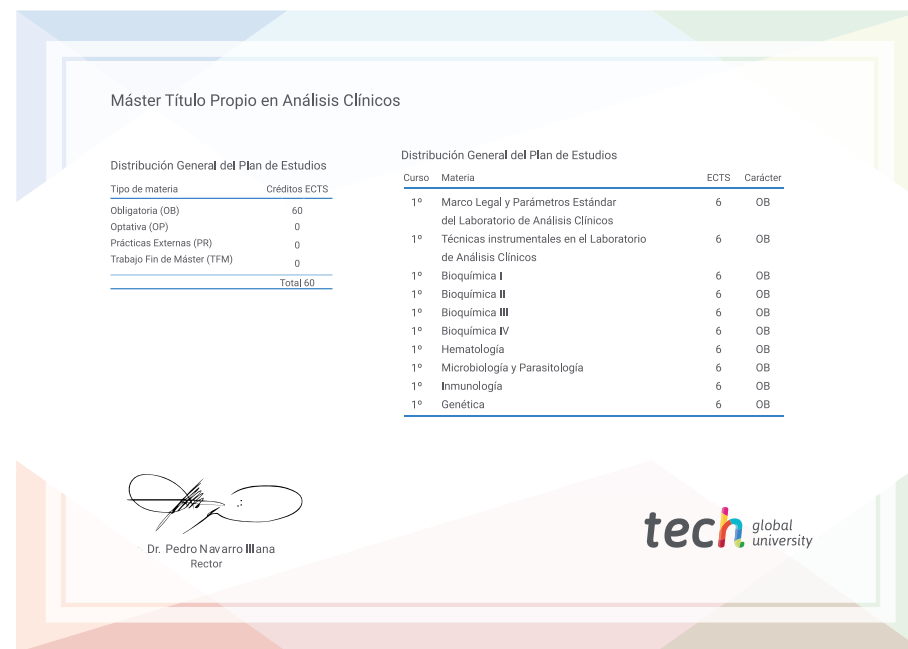 Máster Título Propio en Análisis Clínicos
Distribución General del Plan de Estudios
Tipo de materia Créditos ECTS
Obligatoria (OB) 60
Optativa (OP) 0
Prácticas Externas (PR) 0
Trabajo Fin de Máster (TFM) 0
Total 60
Distribución General del Plan de Estudios
Curso Materia ECTS Carácter
1º Marco Legal y Parámetros Estándar 6 OB
del Laboratorio de Análisis Clínicos
1º Técnicas instrumentales en el Laboratorio 6 OB
de Análisis Clínicos
1º Bioquímica I 6 OB
1º Bioquímica II 6 OB
1º Bioquímica III 6 OB
1º Bioquímica IV 6 OB
1º Hematología 6 OB
1º Microbiología y Parasitología 6 OB
1º Inmunología 6 OB
1º Genética 6 OB
Dr. Pedro Navarro Illana
Rector
tech global
university